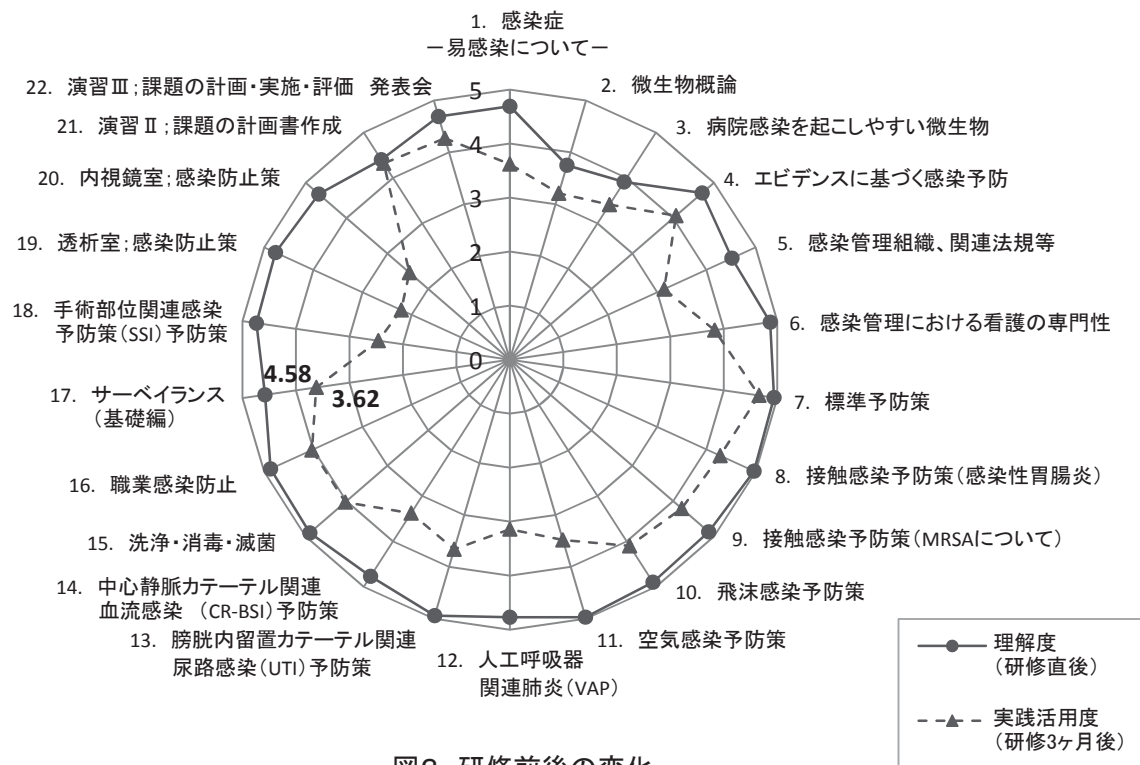 1. 感染症
－易感染について－
2. 微生物概論
3. 病院感染を起こしやすい微生物
4. エビデンスに基づく感染予防
5. 感染管理組織、関連法規等
6. 感染管理における看護の専門性
7. 標準予防策
8. 接触感染予防策(感染性胃腸炎)
9. 接触感染予防策(MRSAについて)
10. 飛沫感染予防策
11. 空気感染予防策
12. 人工呼吸器
関連肺炎(VAP)
13. 膀胱内留置カテーテル関連
尿路感染(UTI)予防策
14. 中心静脈カテーテル関連
血流感染 (CR-BSI)予防策
15. 洗浄・消毒・滅菌
16. 職業感染防止
17. サーベイランス
(基礎編)
18. 手術部位関連感染
予防策(SSI)予防策
19. 透析室;感染防止策
20. 内視鏡室;感染防止策
21. 演習Ⅱ;課題の計画書作成
22. 演習Ⅲ;課題の計画・実施・評価 発表会
5
4
3
2
1
0
4.58
3.62
理解度
(研修直後)
実践活用度
(研修3ヶ月後)